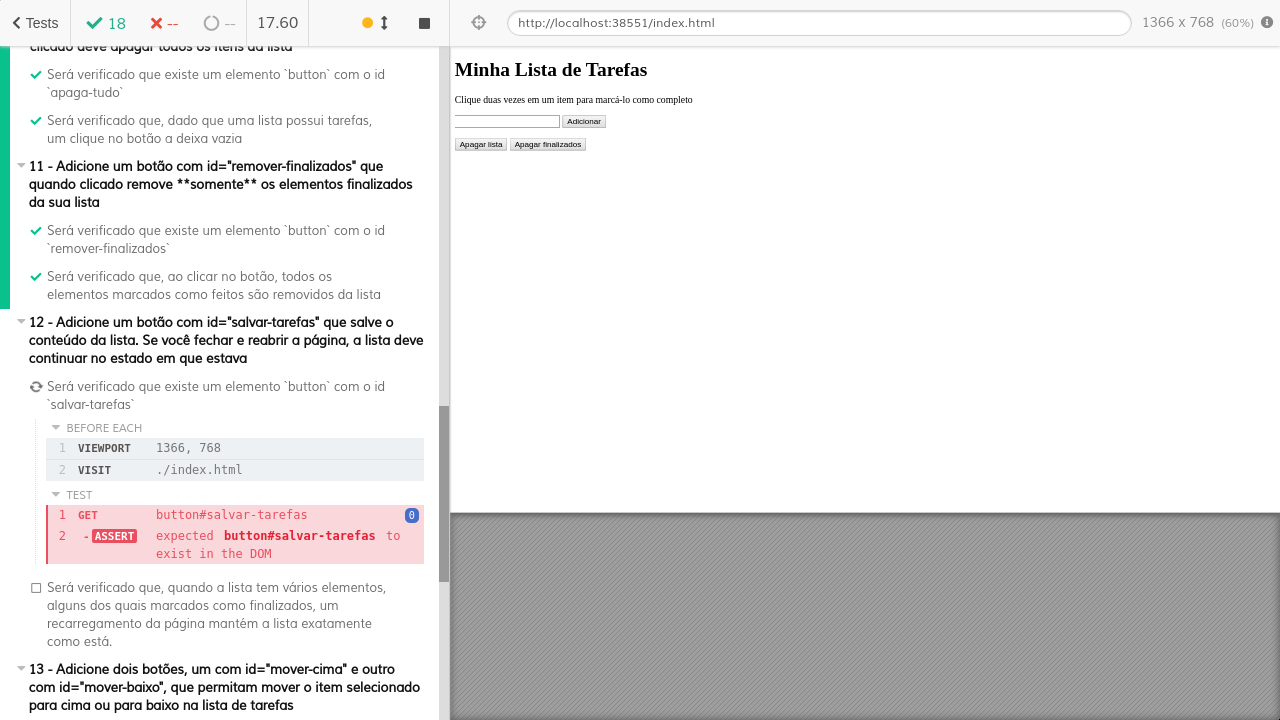 Tests 18 -- -- 17.60
http://localhost:38551/index.html 1366 x 768 (60%)
clicado deve apagar todos os itens da lista
Será verificado que existe um elemento `button` com o id
`apaga-tudo`
Será verificado que, dado que uma lista possui tarefas,
um clique no botão a deixa vazia
11 - Adicione um botão com id="remover-finalizados" que
quando clicado remove **somente** os elementos finalizados
da sua lista
Será verificado que existe um elemento `button` com o id
`remover-finalizados`
Será verificado que, ao clicar no botão, todos os
elementos marcados como feitos são removidos da lista
12 - Adicione um botão com id="salvar-tarefas" que salve o
conteúdo da lista. Se você fechar e reabrir a página, a lista deve
continuar no estado em que estava
Será verificado que existe um elemento `button` com o id
`salvar-tarefas`
BEFORE EACH
1 VIEWPORT 1366, 768
2 VISIT ./index.html
TEST
1 GET button#salvar-tarefas 0
2 -ASSERT expected button#salvar-tarefas to
exist in the DOM
Será verificado que, quando a lista tem vários elementos,
alguns dos quais marcados como finalizados, um
recarregamento da página mantém a lista exatamente
como está.
13 - Adicione dois botões, um com id="mover-cima" e outro
com id="mover-baixo", que permitam mover o item selecionado
para cima ou para baixo na lista de tarefas
Minha Lista de Tarefas
Clique duas vezes em um item para marcá-lo como completo
Adicionar
Apagar lista Apagar finalizados